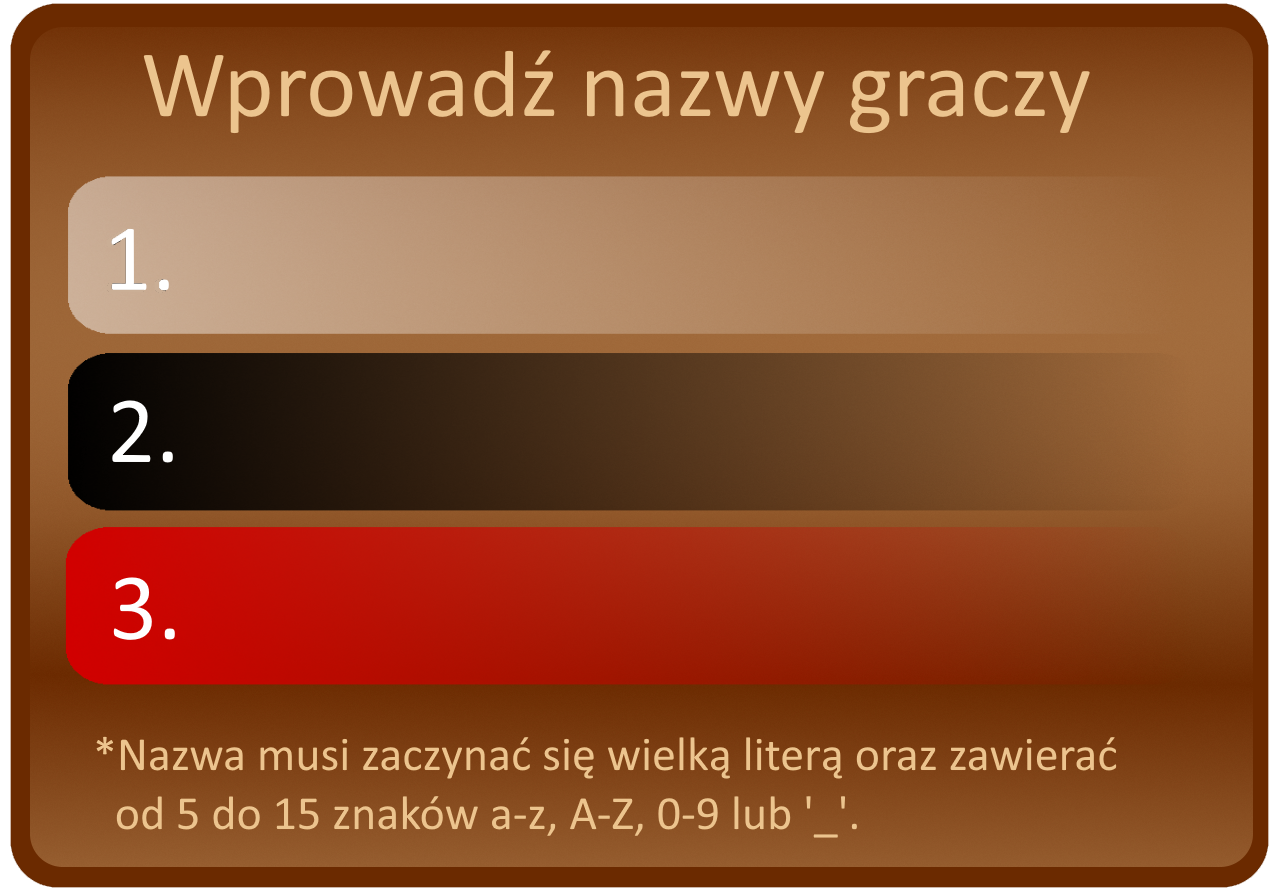 Wprowadź nazwy graczy
1.
2.
3.
*Nazwa musi zaczynać się wielką literą oraz zawierać
od 5 do 15 znaków a-z, A-Z, 0-9 lub '_'.